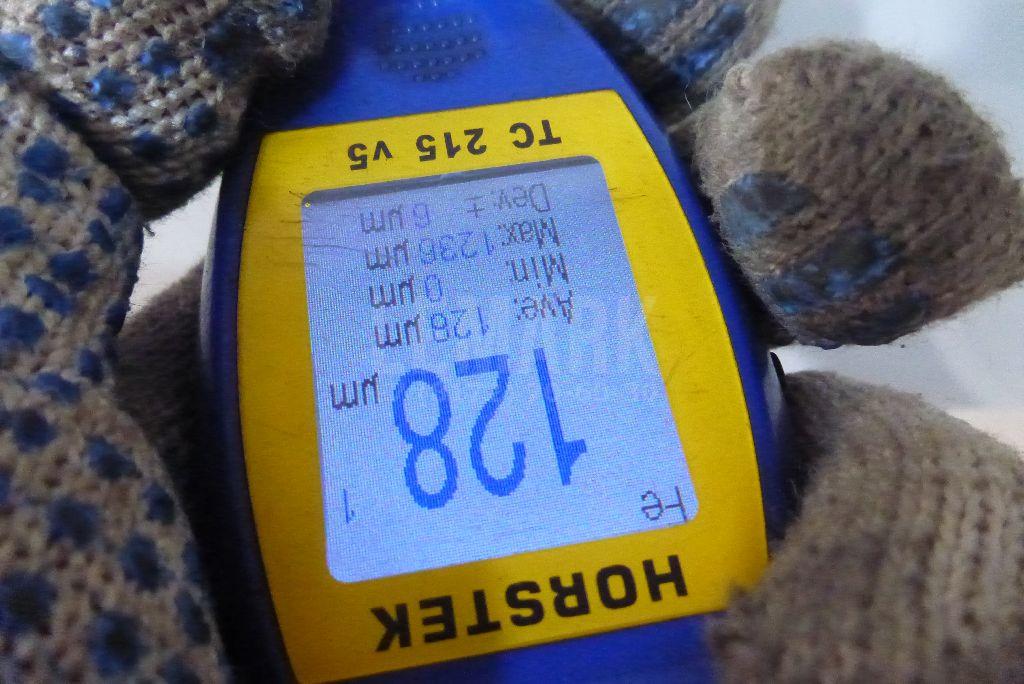 HORSTEK
Fe 1
128 µm
Ave: 128 µm
Min. 0 µm
Max: 1236 µm
Dev: ± 6 µm
TC 215 v5